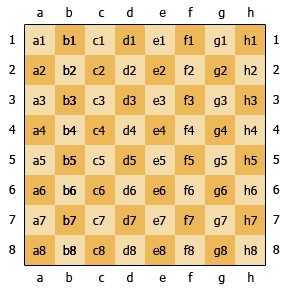 a b c d e f g h
1 a1 b1 c1 d1 e1 f1 g1 h1 1
2 a2 b2 c2 d2 e2 f2 g2 h2 2
3 a3 b3 c3 d3 e3 f3 g3 h3 3
4 a4 b4 c4 d4 e4 f4 g4 h4 4
5 a5 b5 c5 d5 e5 f5 g5 h5 5
6 a6 b6 c6 d6 e6 f6 g6 h6 6
7 a7 b7 c7 d7 e7 f7 g7 h7 7
8 a8 b8 c8 d8 e8 f8 g8 h8 8
a b c d e f g h